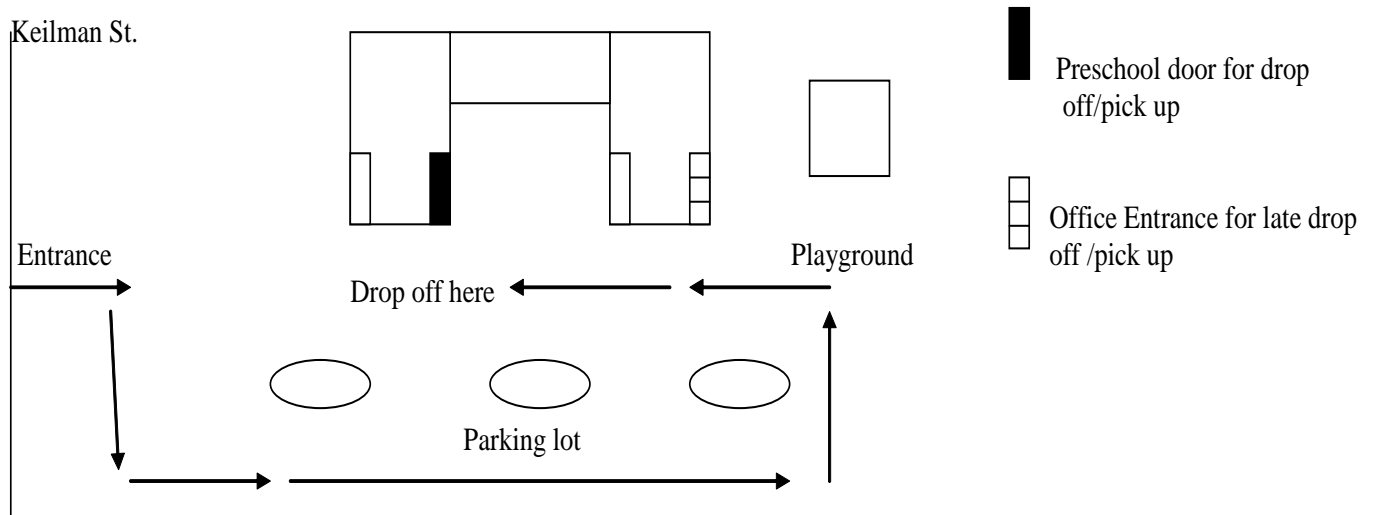 Keilman St.
Preschool door for drop
off/pick up
Office Entrance for late drop
off /pick up
Entrance
Playground
Drop off here
Parking lot